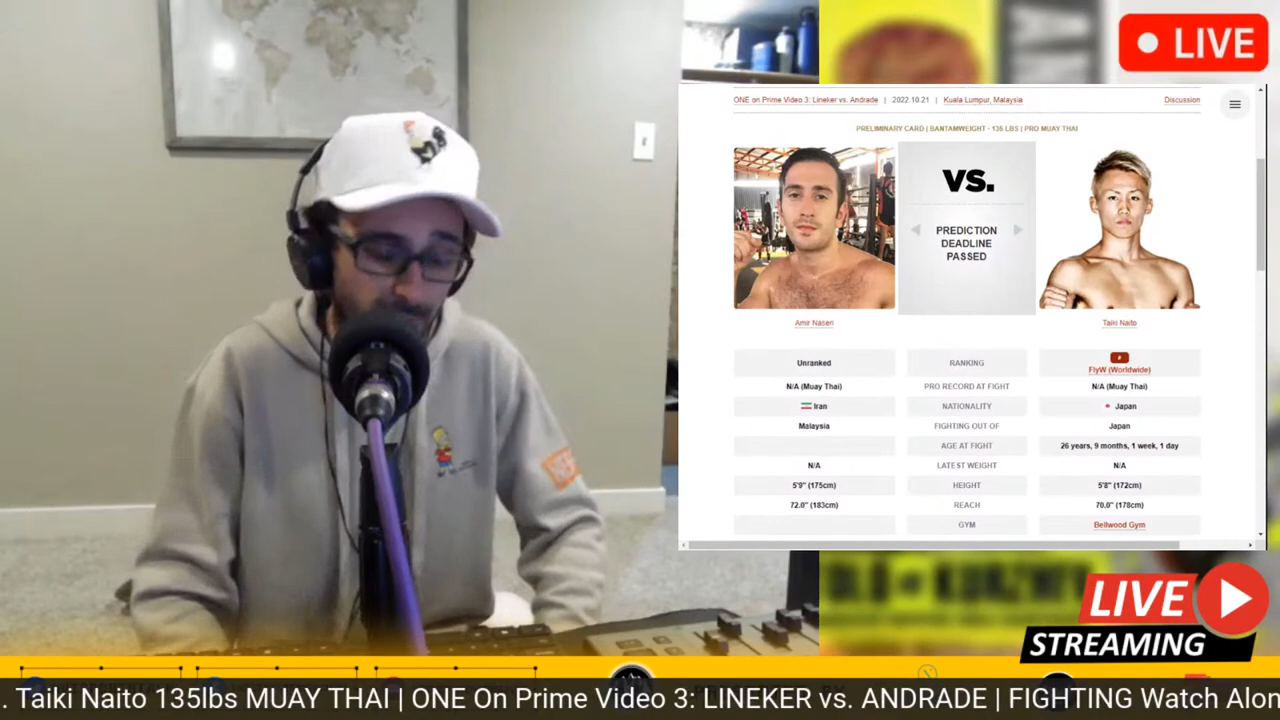 LIVE
ONE on Prime Video 3: Lineker vs. Andrade | 2022.10.21 | Kuala Lumpur, Malaysia
Discussion
PRELIMINARY CARD | BANTAMWEIGHT - 135 LBS | PRO MUAY THAI
VS.
PREDICTION
DEADLINE
PASSED
Amir Naseri
Taiki Naito
Unranked RANKING FlyW (Worldwide)
N/A (Muay Thai) PRO RECORD AT FIGHT N/A (Muay Thai)
Iran NATIONALITY Japan
Malaysia FIGHTING OUT OF Japan
AGE AT FIGHT 26 years, 9 months, 1 week, 1 day
N/A LATEST WEIGHT N/A
5'9" (175cm) HEIGHT 5'8" (172cm)
72.0" (183cm) REACH 70.0" (178cm)
GYM Bellwood Gym
LIVE
STREAMING
. Taiki Naito 135lbs MUAY THAI | ONE On Prime Video 3: LINEKER vs. ANDRADE | FIGHTING Watch Alon